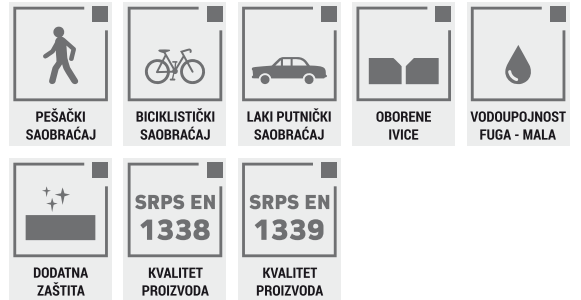 PEŠAČKI
SAOBRAĆAJ
BICIKLISTIČKI
SAOBRAĆAJ
LAKI PUTNIČKI
SAOBRAĆAJ
OBORENE
IVICE
VODOUPOJNOST
FUGA - MALA
DODATNA
ZAŠTITA
SRPS EN
1338
KVALITET
PROIZVODA
SRPS EN
1339
KVALITET
PROIZVODA